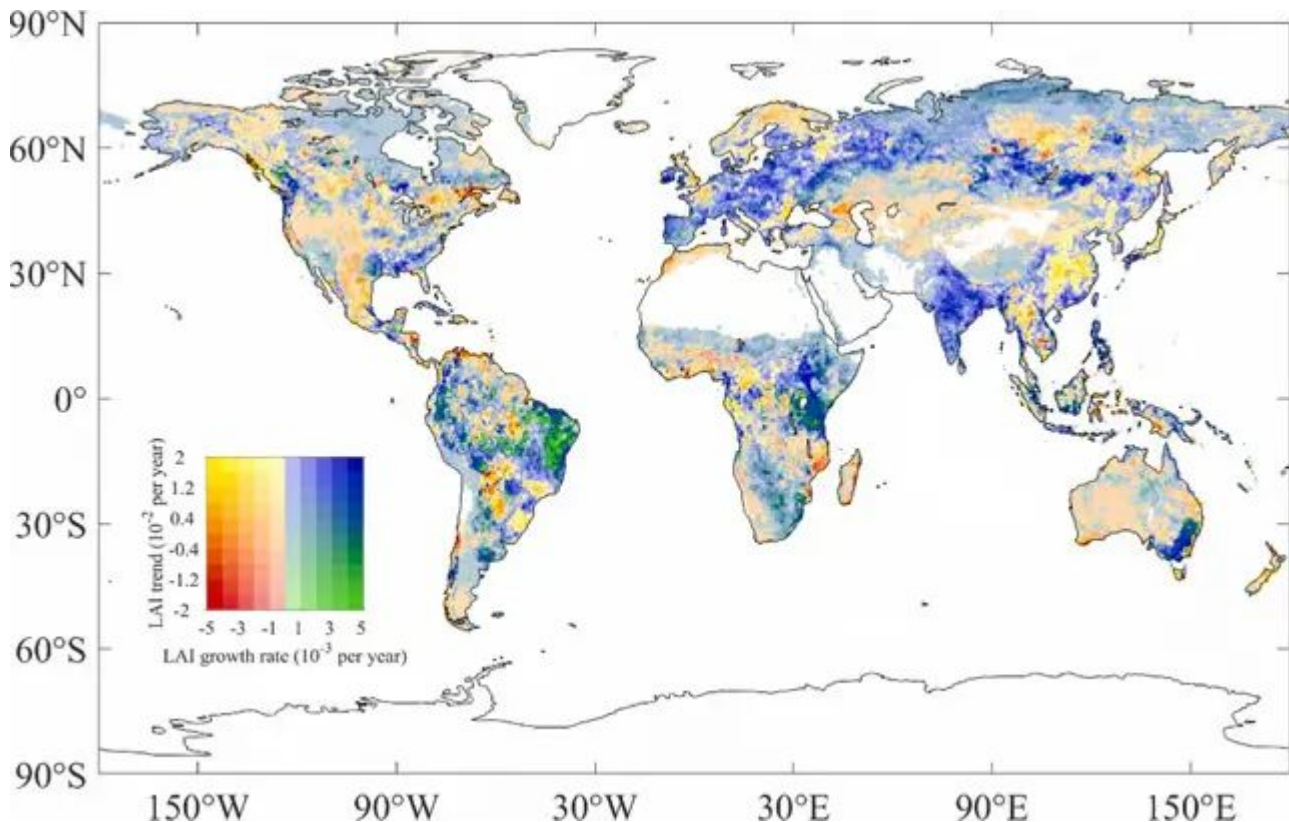 90°N
60°N
30°N
0°
30°S
60°S
90°S
150°W 90°W 30°W 30°E 90°E 150°E
LAI trend (10⁻² per year)
2
1.2
0.4
-0.4
-1.2
-2
-5 -3 -1 1 3 5
LAI growth rate (10⁻³ per year)